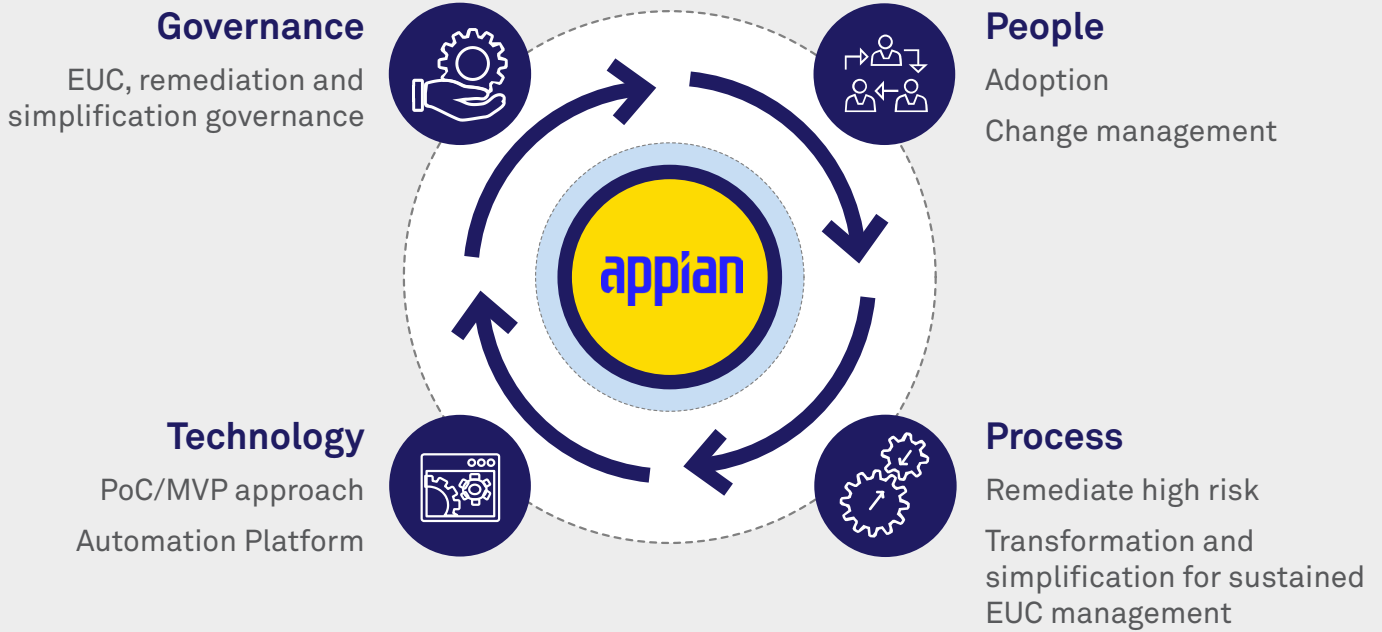 Governance
EUC, remediation and
simplification governance
People
Adoption
Change management
appian
Technology
PoC/MVP approach
Automation Platform
Process
Remediate high risk
Transformation and
simplification for sustained
EUC management